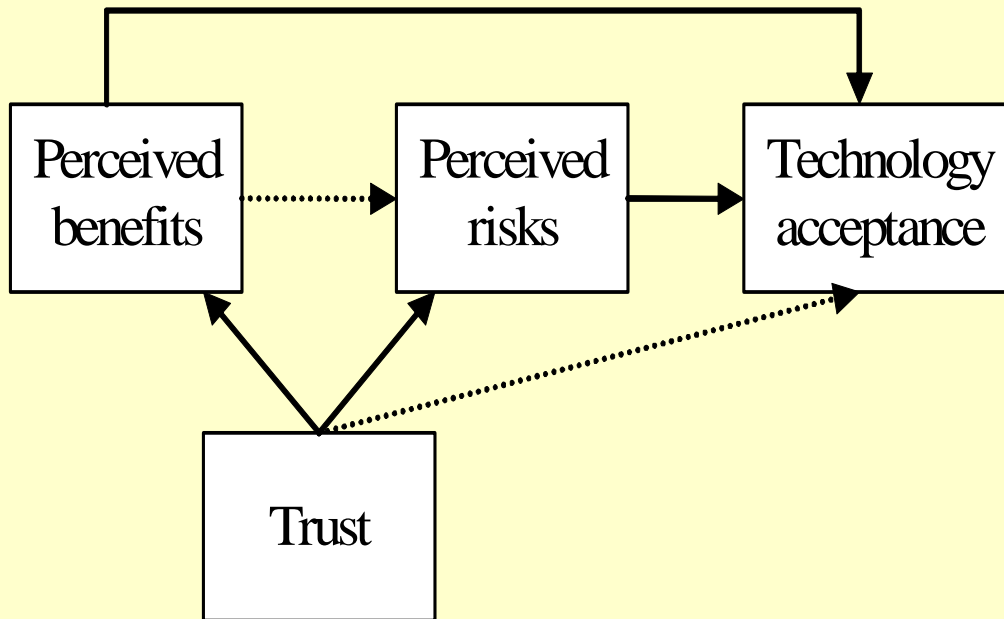 Perceived
benefits
Perceived
risks
Technology
acceptance
Trust